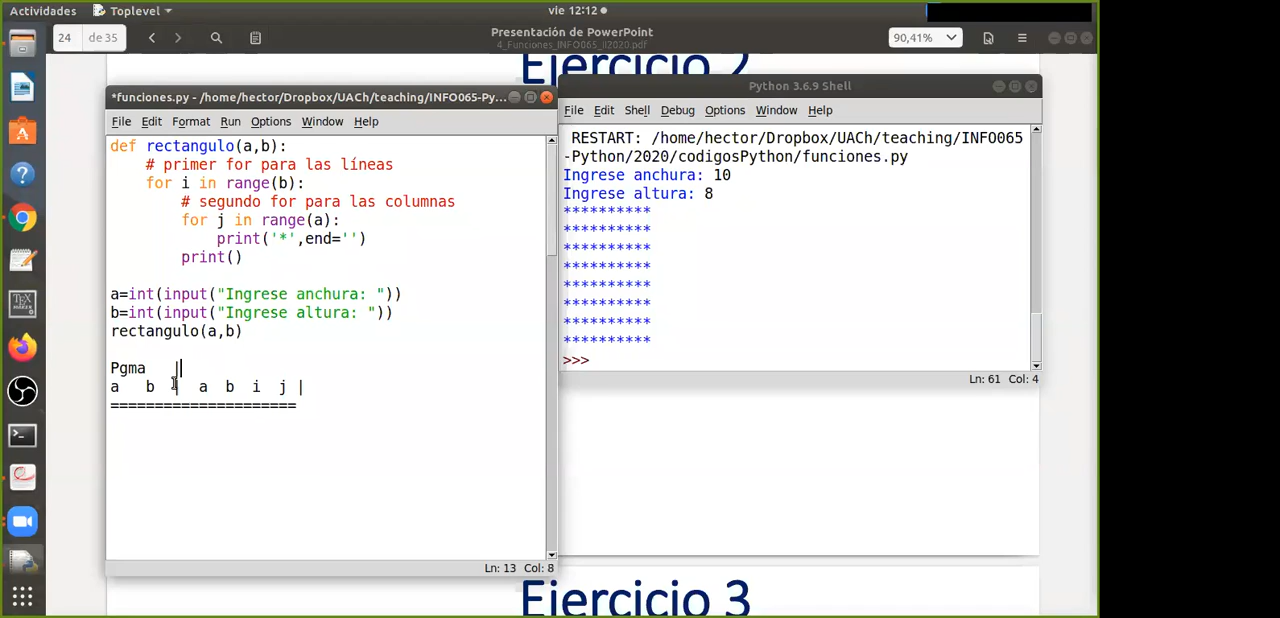 Actividades Toplevel vie 12:12
24 de 35 Presentación de PowerPoint 90,41%
4_Funciones_INFO065_II2020.pdf
Ejercicio 2
*funciones.py - /home/hector/Dropbox/UACh/teaching/INFO065-Py...
File Edit Format Run Options Window Help
def rectangulo(a,b):
# primer for para las líneas
for i in range(b):
# segundo for para las columnas
for j in range(a):
print('*',end='')
print()
a=int(input("Ingrese anchura: "))
b=int(input("Ingrese altura: "))
rectangulo(a,b)
Pgma |
a b | a b i j |
=====================
Ln: 13 Col: 8
Python 3.6.9 Shell
File Edit Shell Debug Options Window Help
RESTART: /home/hector/Dropbox/UACh/teaching/INFO065
-Python/2020/codigosPython/funciones.py
Ingrese anchura: 10
Ingrese altura: 8
**********
**********
**********
**********
**********
**********
**********
**********
>>>
Ln: 61 Col: 4
Ejercicio 3